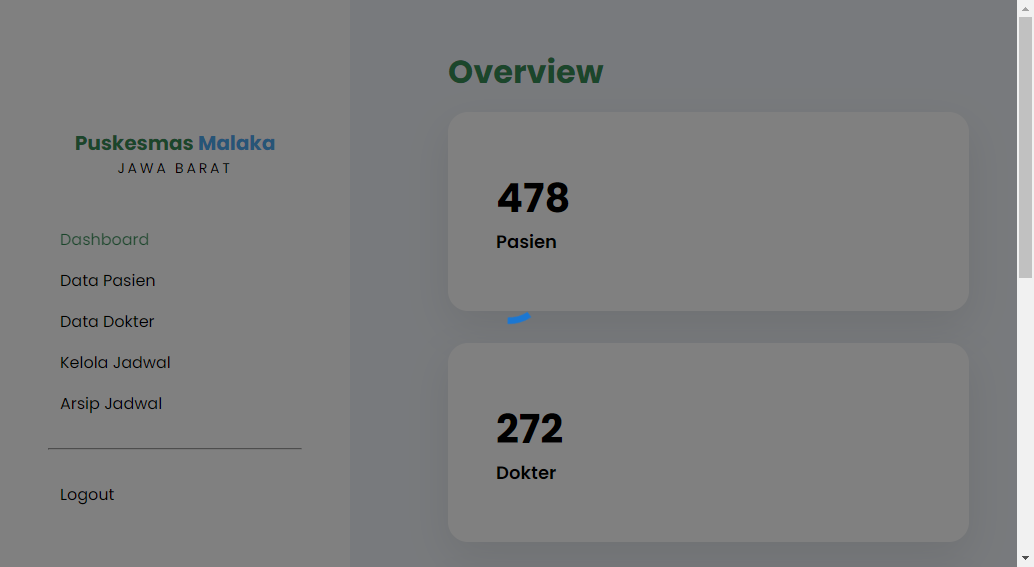 Puskesmas Malaka
JAWA BARAT
Dashboard
Data Pasien
Data Dokter
Kelola Jadwal
Arsip Jadwal
Logout
Overview
478
Pasien
272
Dokter